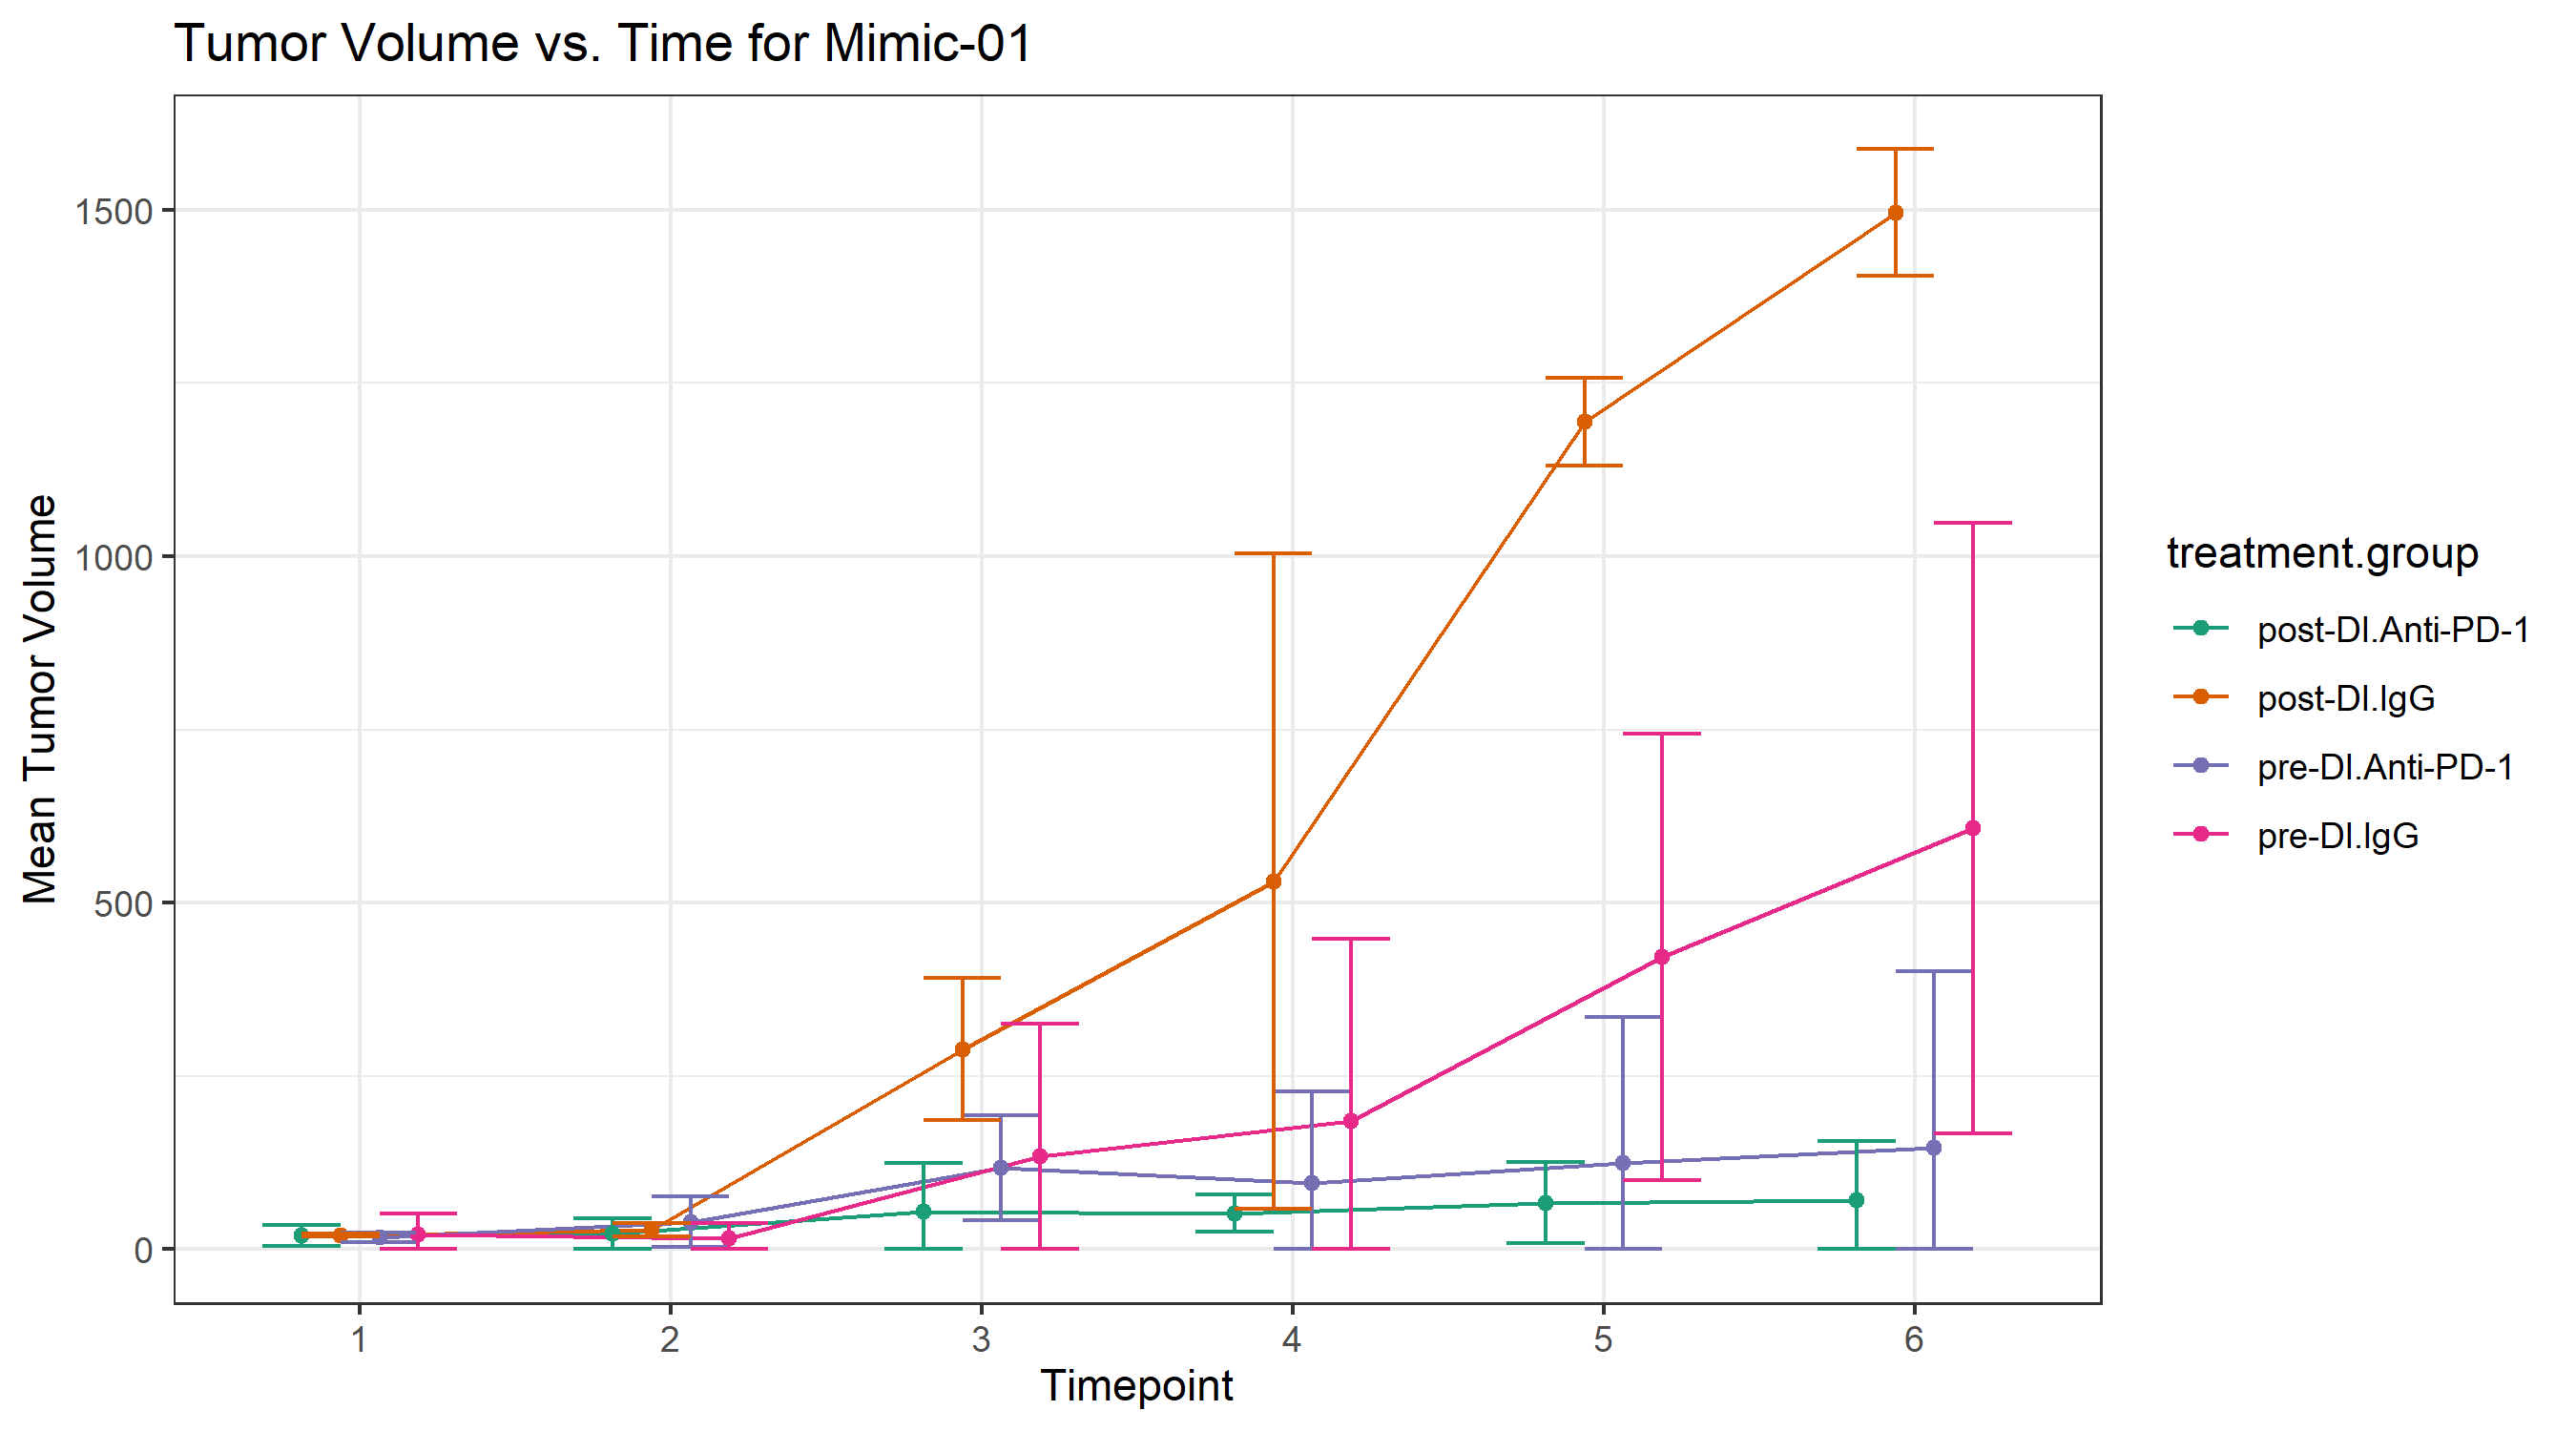 Tumor Volume vs. Time for Mimic-01
Mean Tumor Volume
1500
1000
500
0
1 2 3 4 5 6
Timepoint
treatment.group
post-DI.Anti-PD-1
post-DI.IgG
pre-DI.Anti-PD-1
pre-DI.IgG